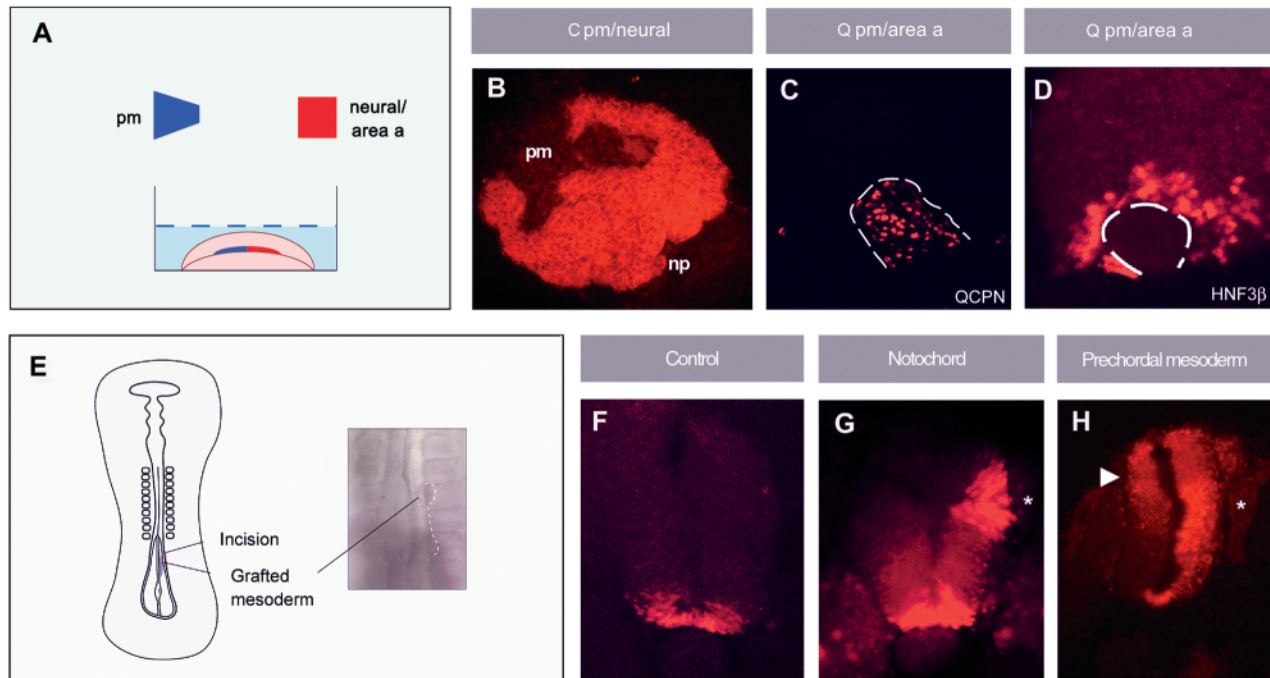 A
pm
neural/
area a
C pm/neural
B
pm
np
Q pm/area a
C
QCPN
Q pm/area a
D
HNF3β
E
Incision
Grafted
mesoderm
Control
F
Notochord
G
*
Prechordal mesoderm
H
*